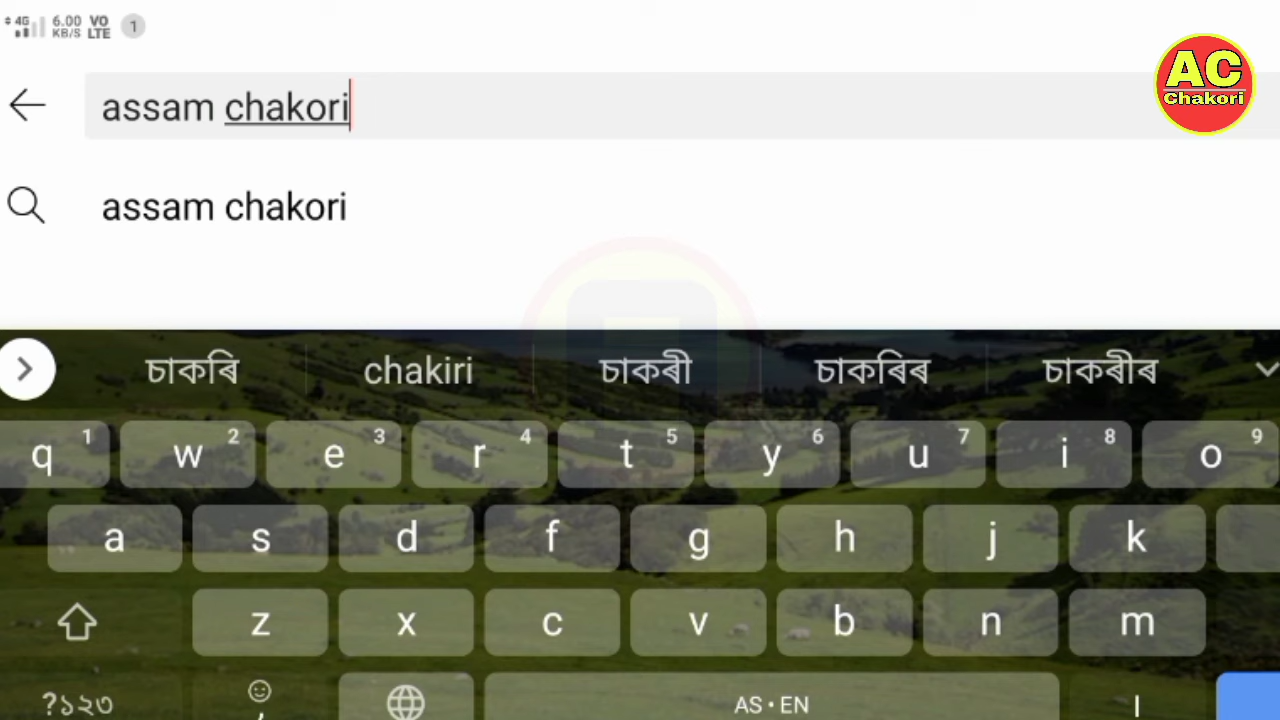 4G 6.00 KB/S VO LTE 1
assam chakori
AC
Chakori
assam chakori
চাকৰি chakiri চাকৰী চাকৰিৰ চাকৰীৰ
q 1 w 2 e 3 r 4 t 5 y 6 u 7 i 8 o 9
a s d f g h j k
z x c v b n m
?১২৩ , AS • EN ।